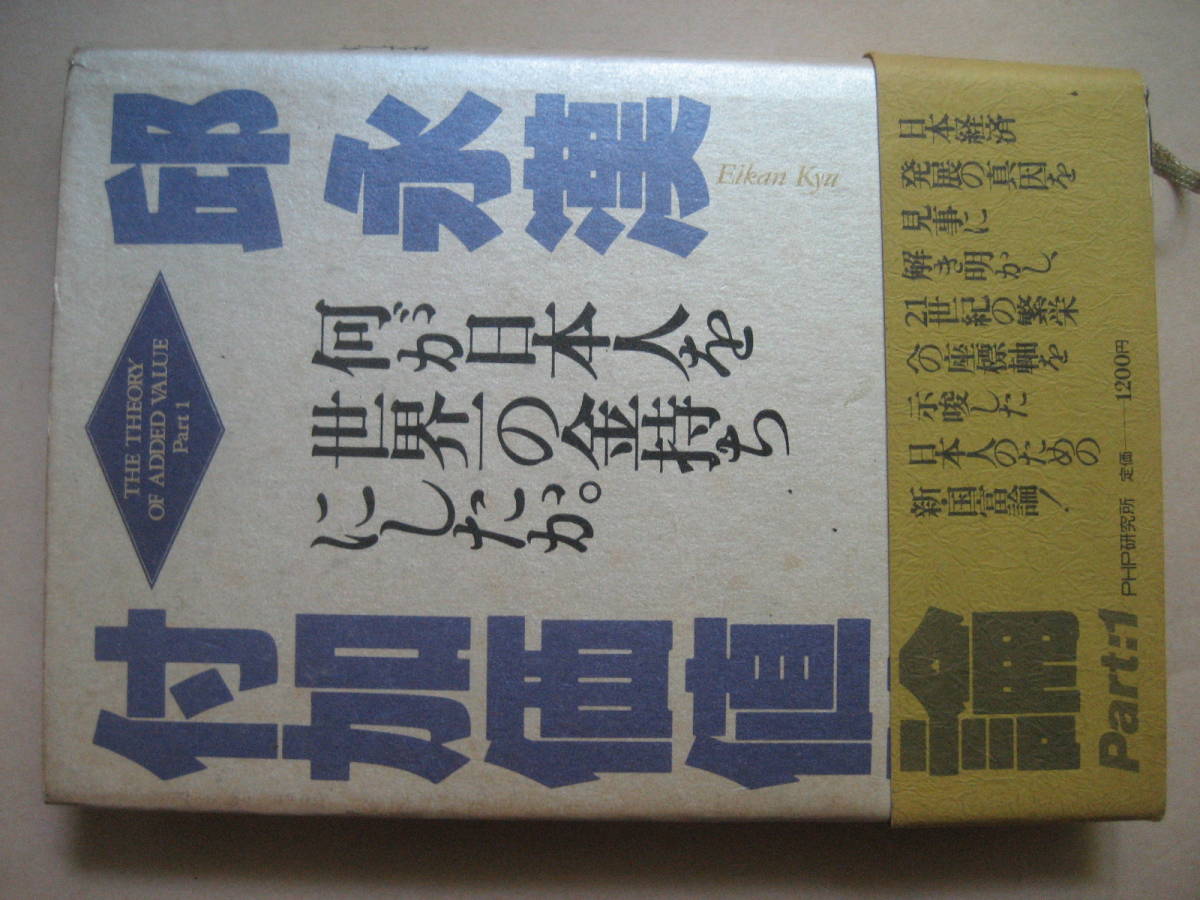 邱永漢
Eikan Kyu
THE THEORY
OF ADDED VALUE
Part 1
何が日本人を
世界一の金持ち
にしたか。
付加価値論
Part:1
日本経済
発展の真因を
見事に
解き明かし、
21世紀の繁栄
への座標軸を
示唆した
日本人のための
新・国富論!
PHP研究所 定価――1200円